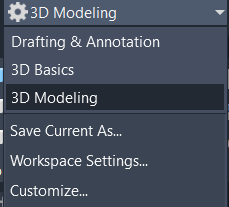 3D Modeling
Drafting & Annotation
3D Basics
3D Modeling
Save Current As...
Workspace Settings...
Customize...